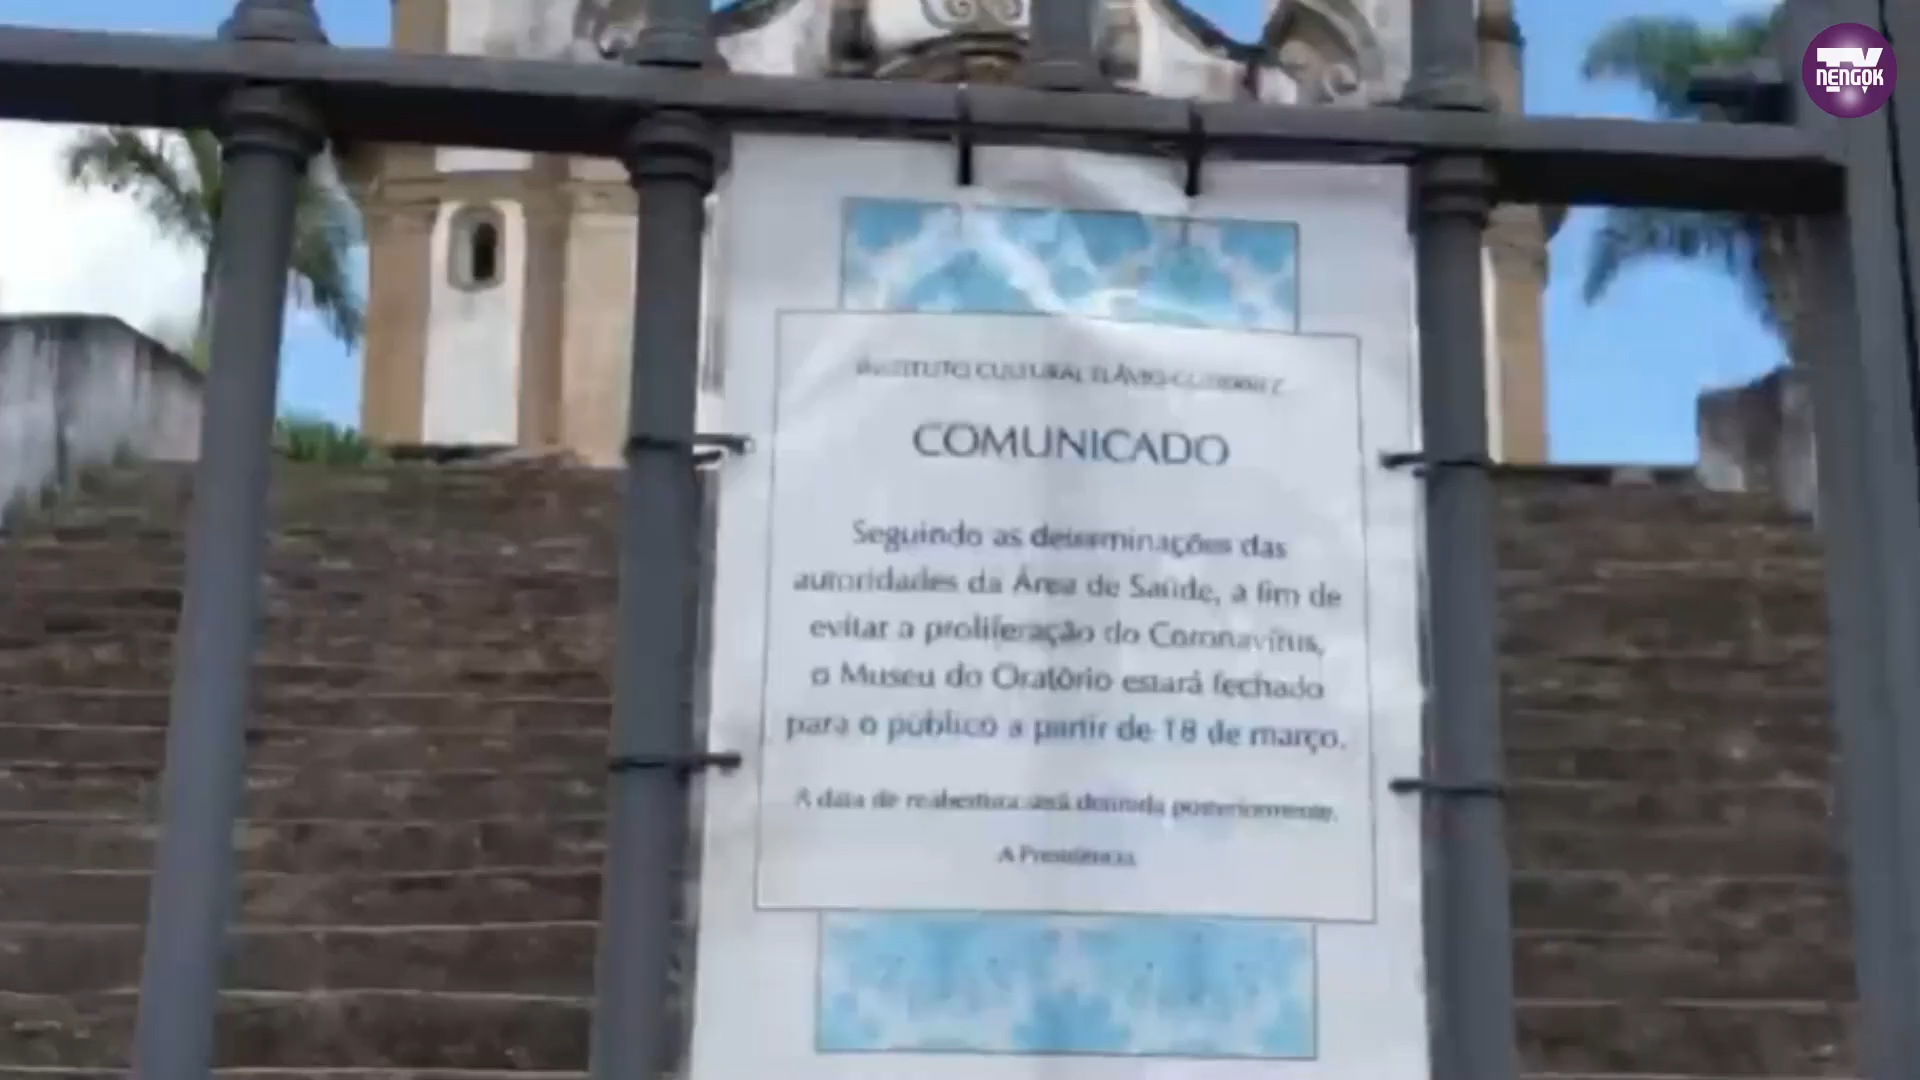 TV
NENGOK
INSTITUTO CULTURAL FLÁVIO GUTIERREZ
COMUNICADO
Seguindo as determinações das
autoridades da Área de Saúde, a fim de
evitar a proliferação do Coronavírus,
o Museu do Oratório estará fechado
para o público a partir de 18 de março.
A data de reabertura será definida posteriormente.
A Presidência